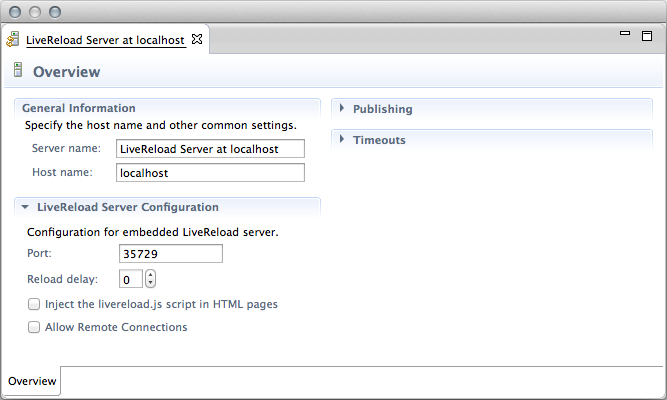 LiveReload Server at localhost
Overview
General Information
Specify the host name and other common settings.
Server name: LiveReload Server at localhost
Host name: localhost
LiveReload Server Configuration
Configuration for embedded LiveReload server.
Port: 35729
Reload delay: 0
Inject the livereload.js script in HTML pages
Allow Remote Connections
Publishing
Timeouts
Overview